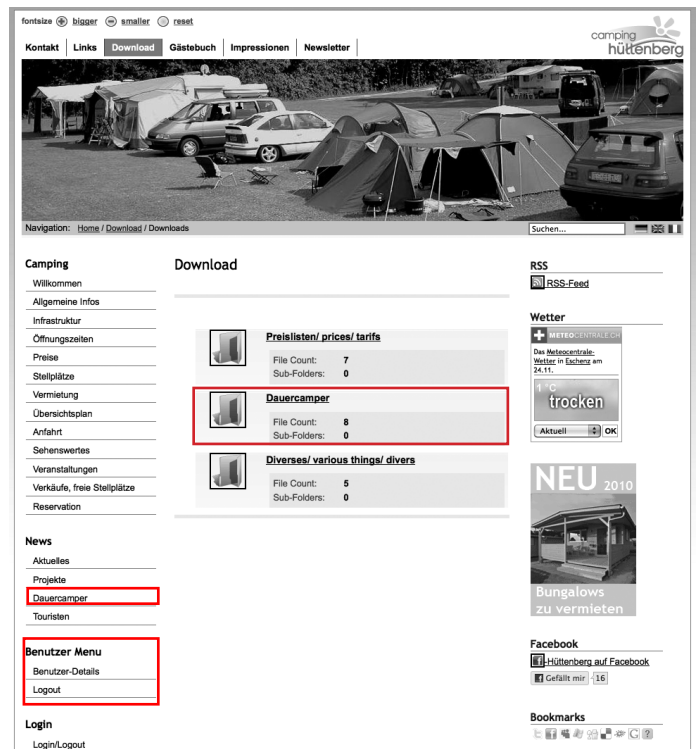 fontsize bigger smaller reset
camping
hüttenberg
Kontakt Links Download Gästebuch Impressionen Newsletter
Navigation: Home / Download / Downloads
Suchen...
Camping
Willkommen
Allgemeine Infos
Infrastruktur
Öffnungszeiten
Preise
Stellplätze
Vermietung
Übersichtsplan
Anfahrt
Sehenswertes
Veranstaltungen
Verkäufe, freie Stellplätze
Reservation
News
Aktuelles
Projekte
Dauercamper
Touristen
Benutzer Menu
Benutzer-Details
Logout
Login
Login/Logout
Download
Preislisten/ prices/ tarifs
File Count: 7
Sub-Folders: 0
Dauercamper
File Count: 8
Sub-Folders: 0
Diverses/ various things/ divers
File Count: 5
Sub-Folders: 0
RSS
RSS-Feed
Wetter
METEOCENTRALE.CH
Das Meteocentrale-
Wetter in Eschenz am
24.11.
1 °C
trocken
Aktuell OK
NEU 2010
Bungalows
zu vermieten
Facebook
-Hüttenberg auf Facebook
Gefällt mir 16
Bookmarks